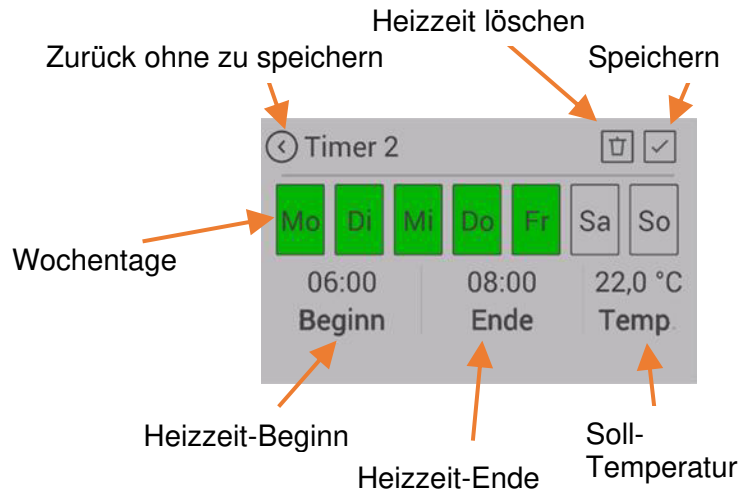 Heizzeit löschen
Zurück ohne zu speichern
Speichern
Timer 2
Mo Di Mi Do Fr Sa So
Wochentage
06:00 08:00 22,0 °C
Beginn Ende Temp.
Heizzeit-Beginn
Heizzeit-Ende
Soll-
Temperatur